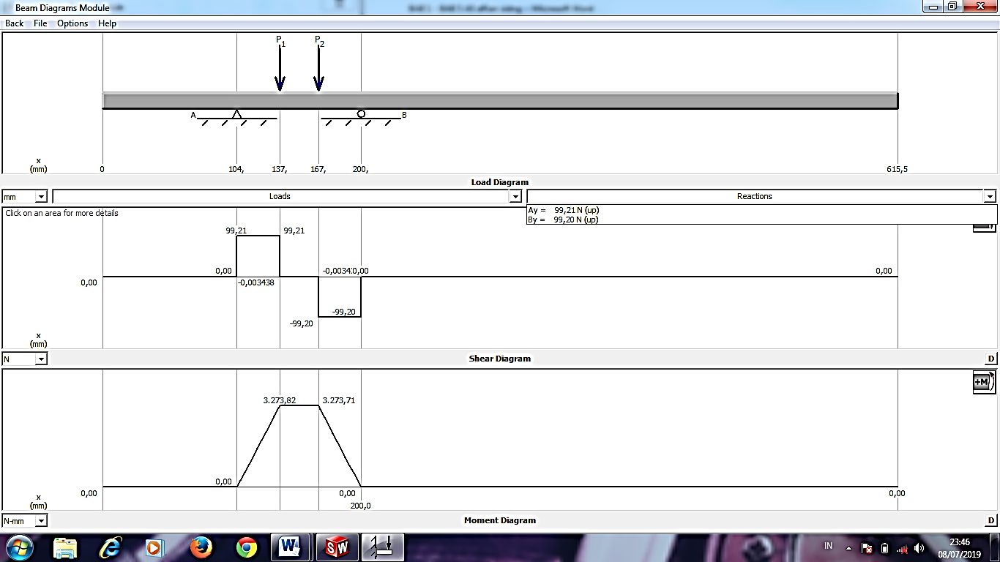 Beam Diagrams Module
Back File Options Help
P1 P2
A B
x
(mm) 0 104, 137, 167, 200, 615,5
Load Diagram
mm Loads Reactions
Ay = 99,21 N (up)
By = 99,20 N (up)
Click on an area for more details
99,21 99,21
0,00 -0,0034 0,00 0,00
0,00 -0,003438
-99,20
-99,20
x
(mm)
N Shear Diagram D
+M
3.273,82 3.273,71
0,00
0,00 0,00 0,00
x
(mm) 200,0
N-mm Moment Diagram D
W SW IN 23:46
08/07/2019